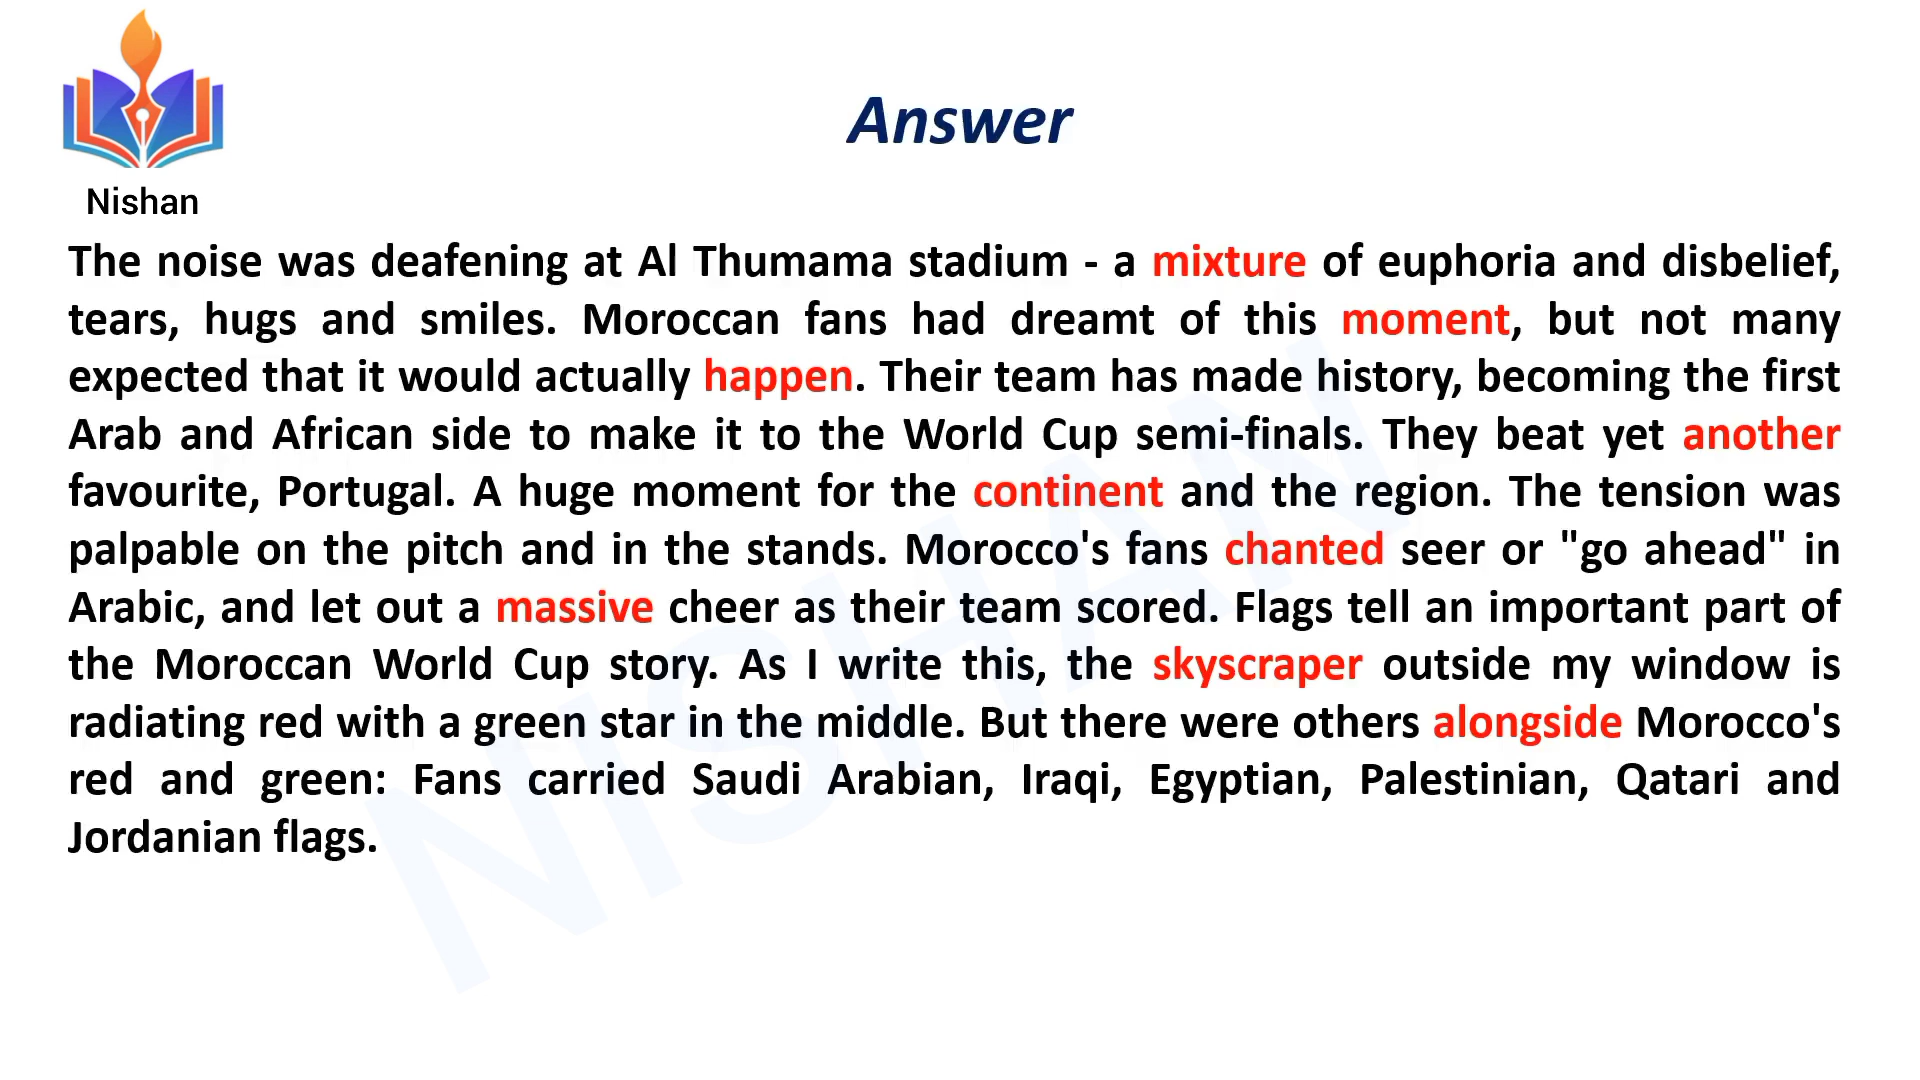 Answer
Nishan
The noise was deafening at Al Thumama stadium - a mixture of euphoria and disbelief,
tears, hugs and smiles. Moroccan fans had dreamt of this moment, but not many
expected that it would actually happen. Their team has made history, becoming the first
Arab and African side to make it to the World Cup semi-finals. They beat yet another
favourite, Portugal. A huge moment for the continent and the region. The tension was
palpable on the pitch and in the stands. Morocco's fans chanted seer or "go ahead" in
Arabic, and let out a massive cheer as their team scored. Flags tell an important part of
the Moroccan World Cup story. As I write this, the skyscraper outside my window is
radiating red with a green star in the middle. But there were others alongside Morocco's
red and green: Fans carried Saudi Arabian, Iraqi, Egyptian, Palestinian, Qatari and
Jordanian flags.
NISHAN